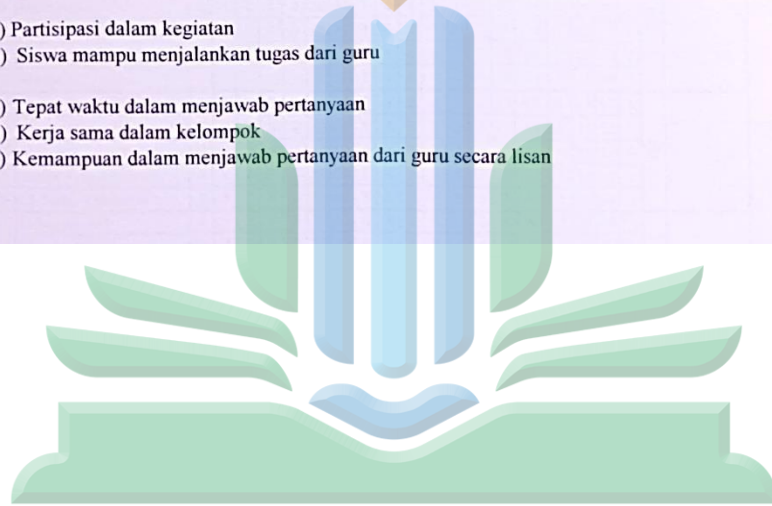 ) Partisipasi dalam kegiatan
) Siswa mampu menjalankan tugas dari guru
) Tepat waktu dalam menjawab pertanyaan
) Kerja sama dalam kelompok
) Kemampuan dalam menjawab pertanyaan dari guru secara lisan